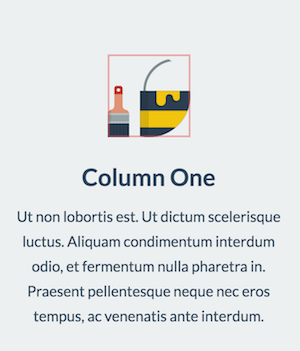 Column One
Ut non lobortis est. Ut dictum scelerisque
luctus. Aliquam condimentum interdum
odio, et fermentum nulla pharetra in.
Praesent pellentesque neque nec eros
tempus, ac venenatis ante interdum.